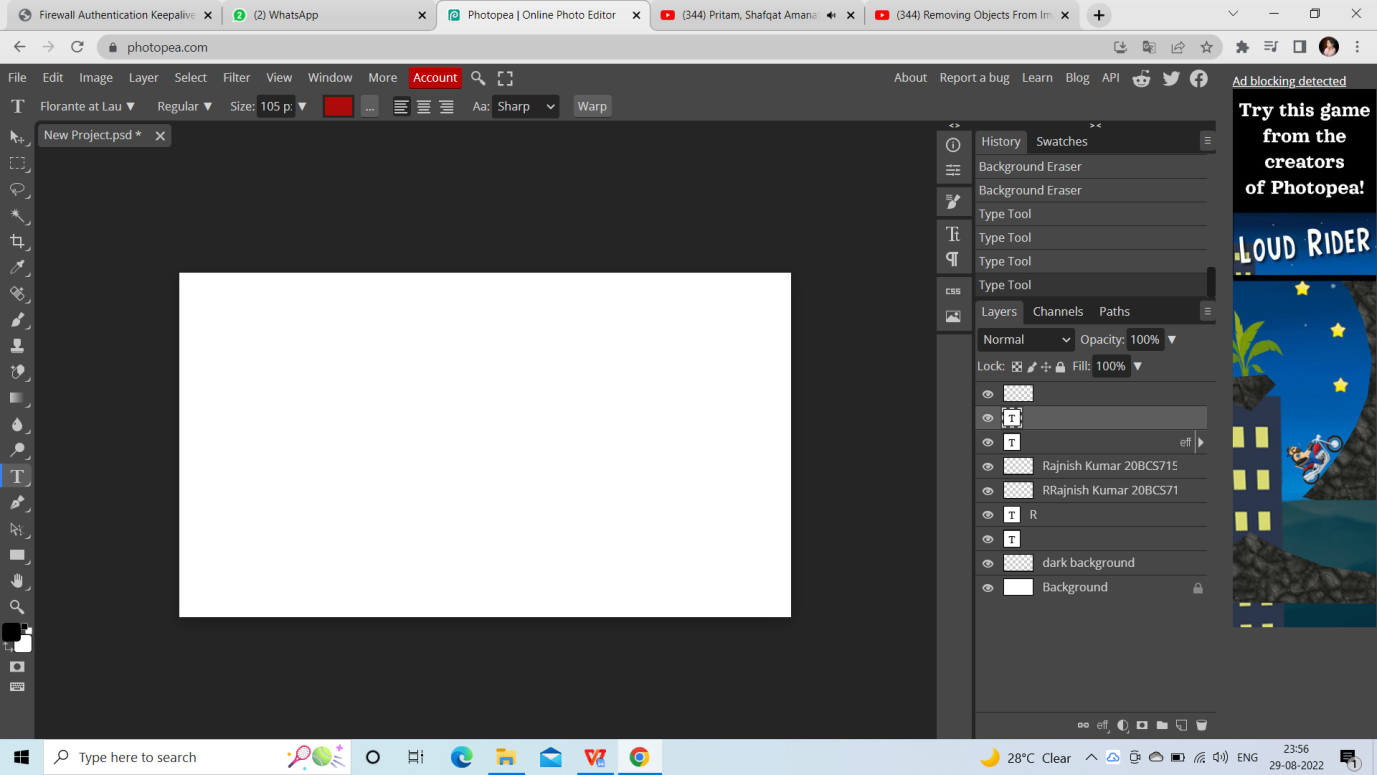 Firewall Authentication Keepalive
(2) WhatsApp
Photopea | Online Photo Editor
(344) Pritam, Shafqat Amana
(344) Removing Objects From Im
photopea.com
File Edit Image Layer Select Filter View Window More Account
About Report a bug Learn Blog API
Ad blocking detected
T Florante at Lau Regular Size: 105 p: ... Aa: Sharp Warp
Try this game
from the
creators
of Photopea!
LOUD RIDER
New Project.psd *
< >
> <
History Swatches
Background Eraser
Background Eraser
Type Tool
Type Tool
Type Tool
Type Tool
CSS
Layers Channels Paths
Normal Opacity: 100%
Lock: Fill: 100%
T
T eff
Rajnish Kumar 20BCS715
RRajnish Kumar 20BCS71
T R
T
dark background
Background
eff
Type here to search
28°C Clear
ENG
23:56
29-08-2022
1